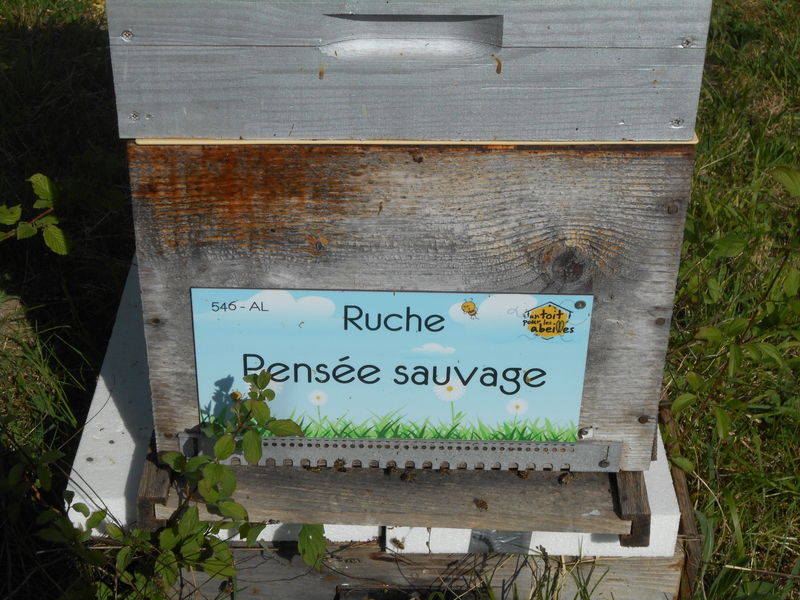 546 - AL
Ruche
un toit
pour les
abeilles
Pensée sauvage